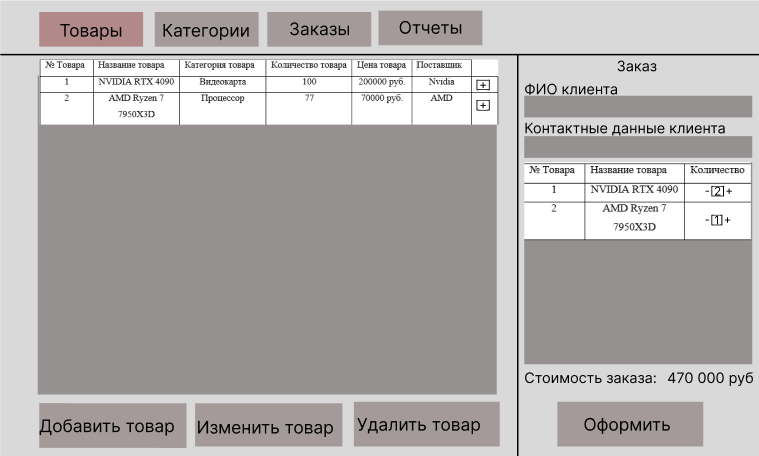 Товары Категории Заказы Отчеты
№ Товара Название товара Категория товара Количество товара Цена товара Поставщик
1 NVIDIA RTX 4090 Видеокарта 100 200000 руб. Nvidia +
2 AMD Ryzen 7 Процессор 77 70000 руб. AMD +
7950X3D
Добавить товар Изменить товар Удалить товар
Заказ
ФИО клиента
Контактные данные клиента
№ Товара Название товара Количество
1 NVIDIA RTX 4090 -[2]+
2 AMD Ryzen 7 -[1]+
7950X3D
Стоимость заказа: 470 000 руб
Оформить